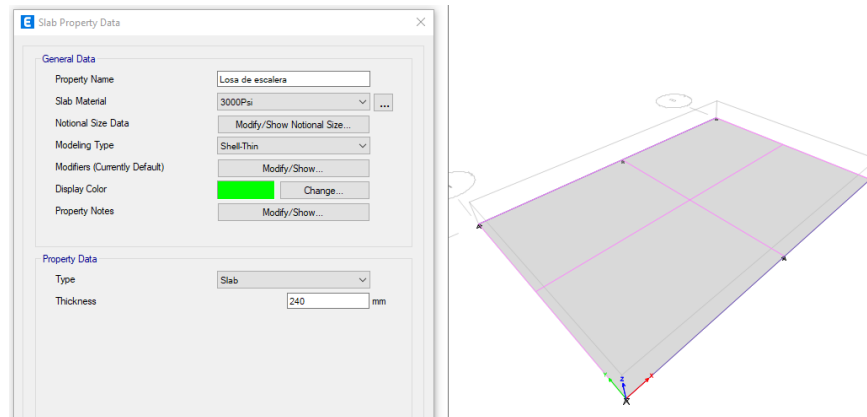 E Slab Property Data
General Data
Property Name Losa de escalera
Slab Material 3000Psi ...
Notional Size Data Modify/Show Notional Size...
Modeling Type Shell-Thin
Modifiers (Currently Default) Modify/Show...
Display Color Change...
Property Notes Modify/Show...
Property Data
Type Slab
Thickness 240 mm
Z
X